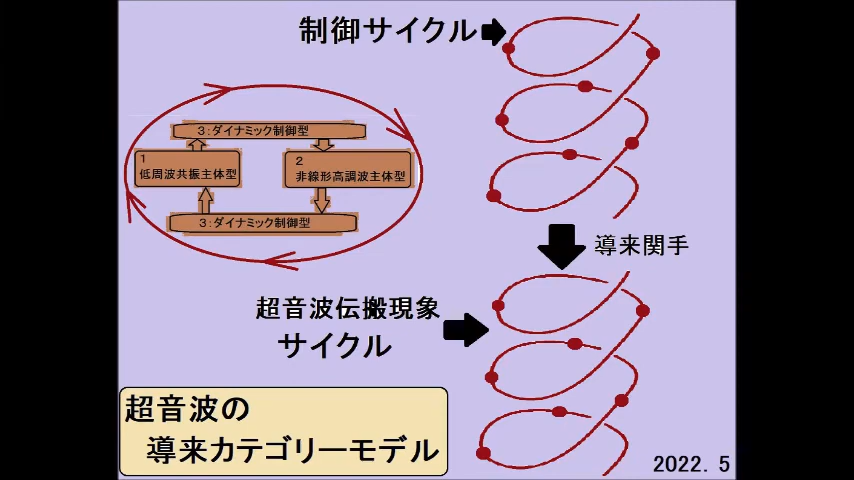 制御サイクル
3:ダイナミック制御型
1
低周波共振主体型
2
非線形高調波主体型
3:ダイナミック制御型
導来関手
超音波伝搬現象
サイクル
超音波の
導来カテゴリーモデル
2022. 5